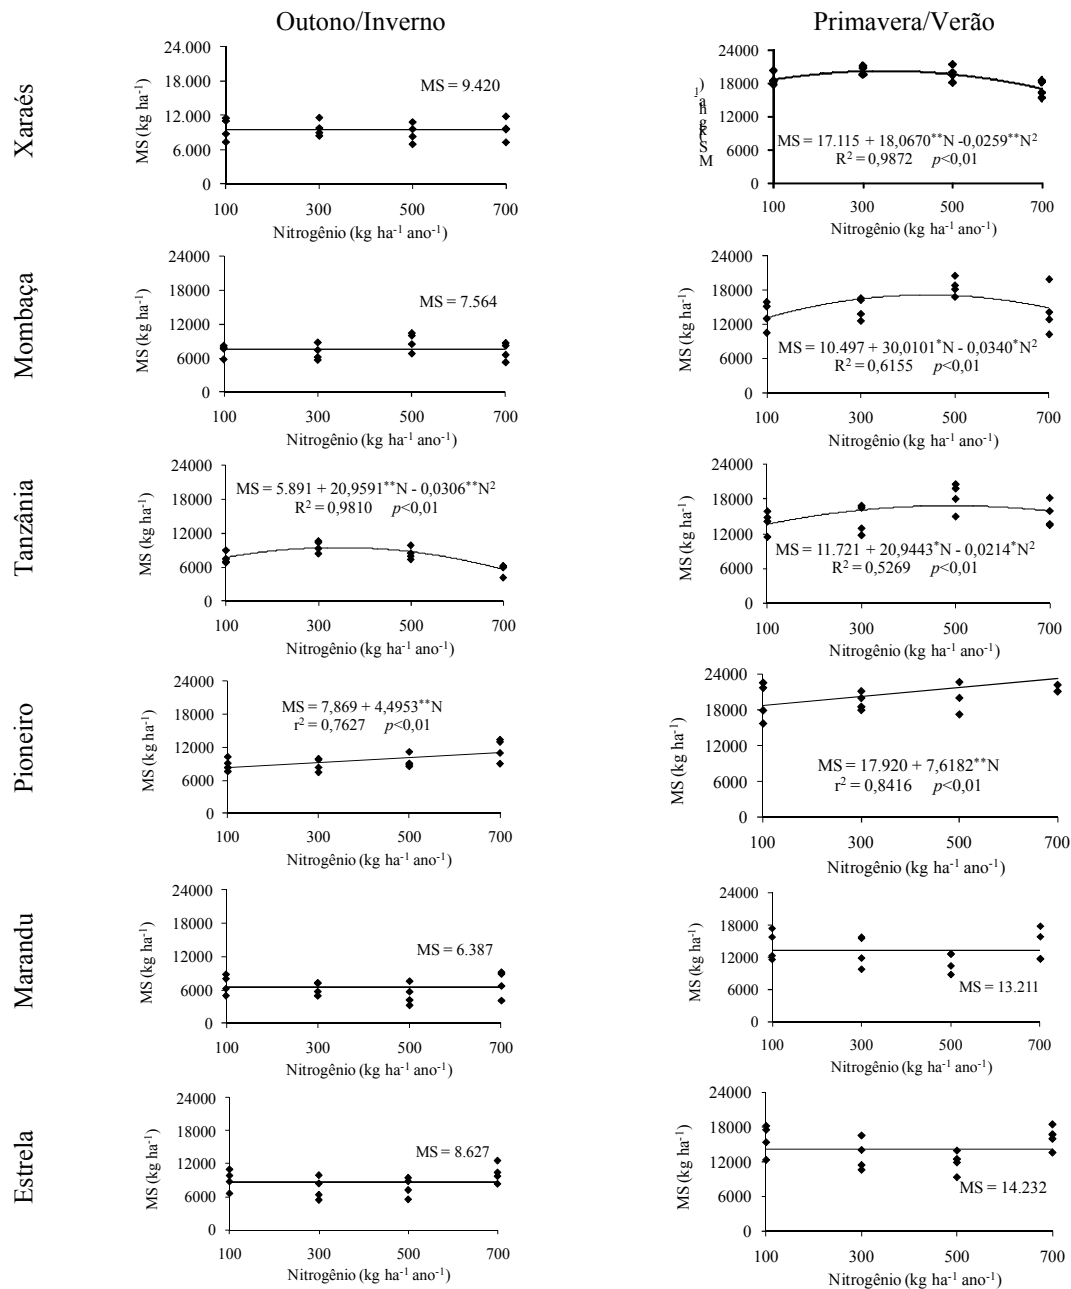 Outono/Inverno
Primavera/Verão
Xaraés
MS (kg ha⁻¹)
24.000
18.000
12.000
6.000
0
MS = 9.420
100 300 500 700
Nitrogênio (kg ha⁻¹ ano⁻¹)
MS (kg ha⁻¹)
24000
18000
12000
6000
0
MS = 17.115 + 18,0670**N -0,0259**N²
R² = 0,9872 p<0,01
100 300 500 700
Nitrogênio (kg ha⁻¹ ano⁻¹)
Mombaça
MS (kg ha⁻¹)
24000
18000
12000
6000
0
MS = 7.564
100 300 500 700
Nitrogênio (kg ha⁻¹ ano⁻¹)
MS (kg ha⁻¹)
24000
18000
12000
6000
0
MS = 10.497 + 30,0101*N - 0,0340*N²
R² = 0,6155 p<0,01
100 300 500 700
Nitrogênio (kg ha⁻¹ ano⁻¹)
Tanzânia
MS (kg ha⁻¹)
24000
18000
12000
6000
0
MS = 5.891 + 20,9591**N - 0,0306**N²
R² = 0,9810 p<0,01
100 300 500 700
Nitrogênio (kg ha⁻¹ ano⁻¹)
MS (kg ha⁻¹)
24000
18000
12000
6000
0
MS = 11.721 + 20,9443*N - 0,0214*N²
R² = 0,5269 p<0,01
100 300 500 700
Nitrogênio (kg ha⁻¹ ano⁻¹)
Pioneiro
MS (kg ha⁻¹)
24000
18000
12000
6000
0
MS = 7,869 + 4,4953**N
r² = 0,7627 p<0,01
100 300 500 700
Nitrogênio (kg ha⁻¹ ano⁻¹)
MS (kg ha⁻¹)
24000
18000
12000
6000
0
MS = 17.920 + 7,6182**N
r² = 0,8416 p<0,01
100 300 500 700
Nitrogênio (kg ha⁻¹ ano⁻¹)
Marandu
MS (kg ha⁻¹)
24000
18000
12000
6000
0
MS = 6.387
100 300 500 700
Nitrogênio (kg ha⁻¹ ano⁻¹)
MS (kg ha⁻¹)
24000
18000
12000
6000
0
MS = 13.211
100 300 500 700
Nitrogênio (kg ha⁻¹ ano⁻¹)
Estrela
MS (kg ha⁻¹)
24000
18000
12000
6000
0
MS = 8.627
100 300 500 700
Nitrogênio (kg ha⁻¹ ano⁻¹)
MS (kg ha⁻¹)
24000
18000
12000
6000
0
MS = 14.232
100 300 500 700
Nitrogênio (kg ha⁻¹ ano⁻¹)